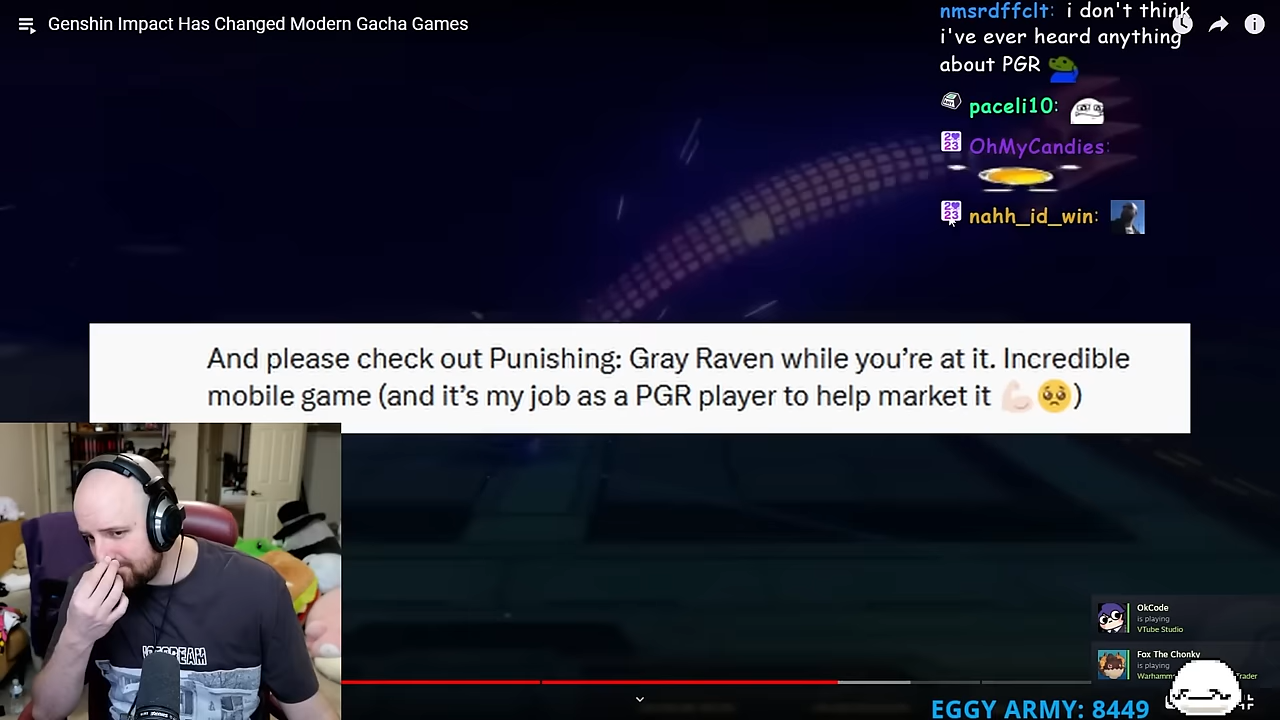 Genshin Impact Has Changed Modern Gacha Games
nmsrdffclt: i don't think
i've ever heard anything
about PGR
paceli10:
OhMyCandies:
nahh_id_win:
And please check out Punishing: Gray Raven while you're at it. Incredible
mobile game (and it's my job as a PGR player to help market it 💪🏻🥺)
OkCode
is playing
VTube Studio
Fox The Chonky
is playing
Trader
EGGY ARMY: 8449